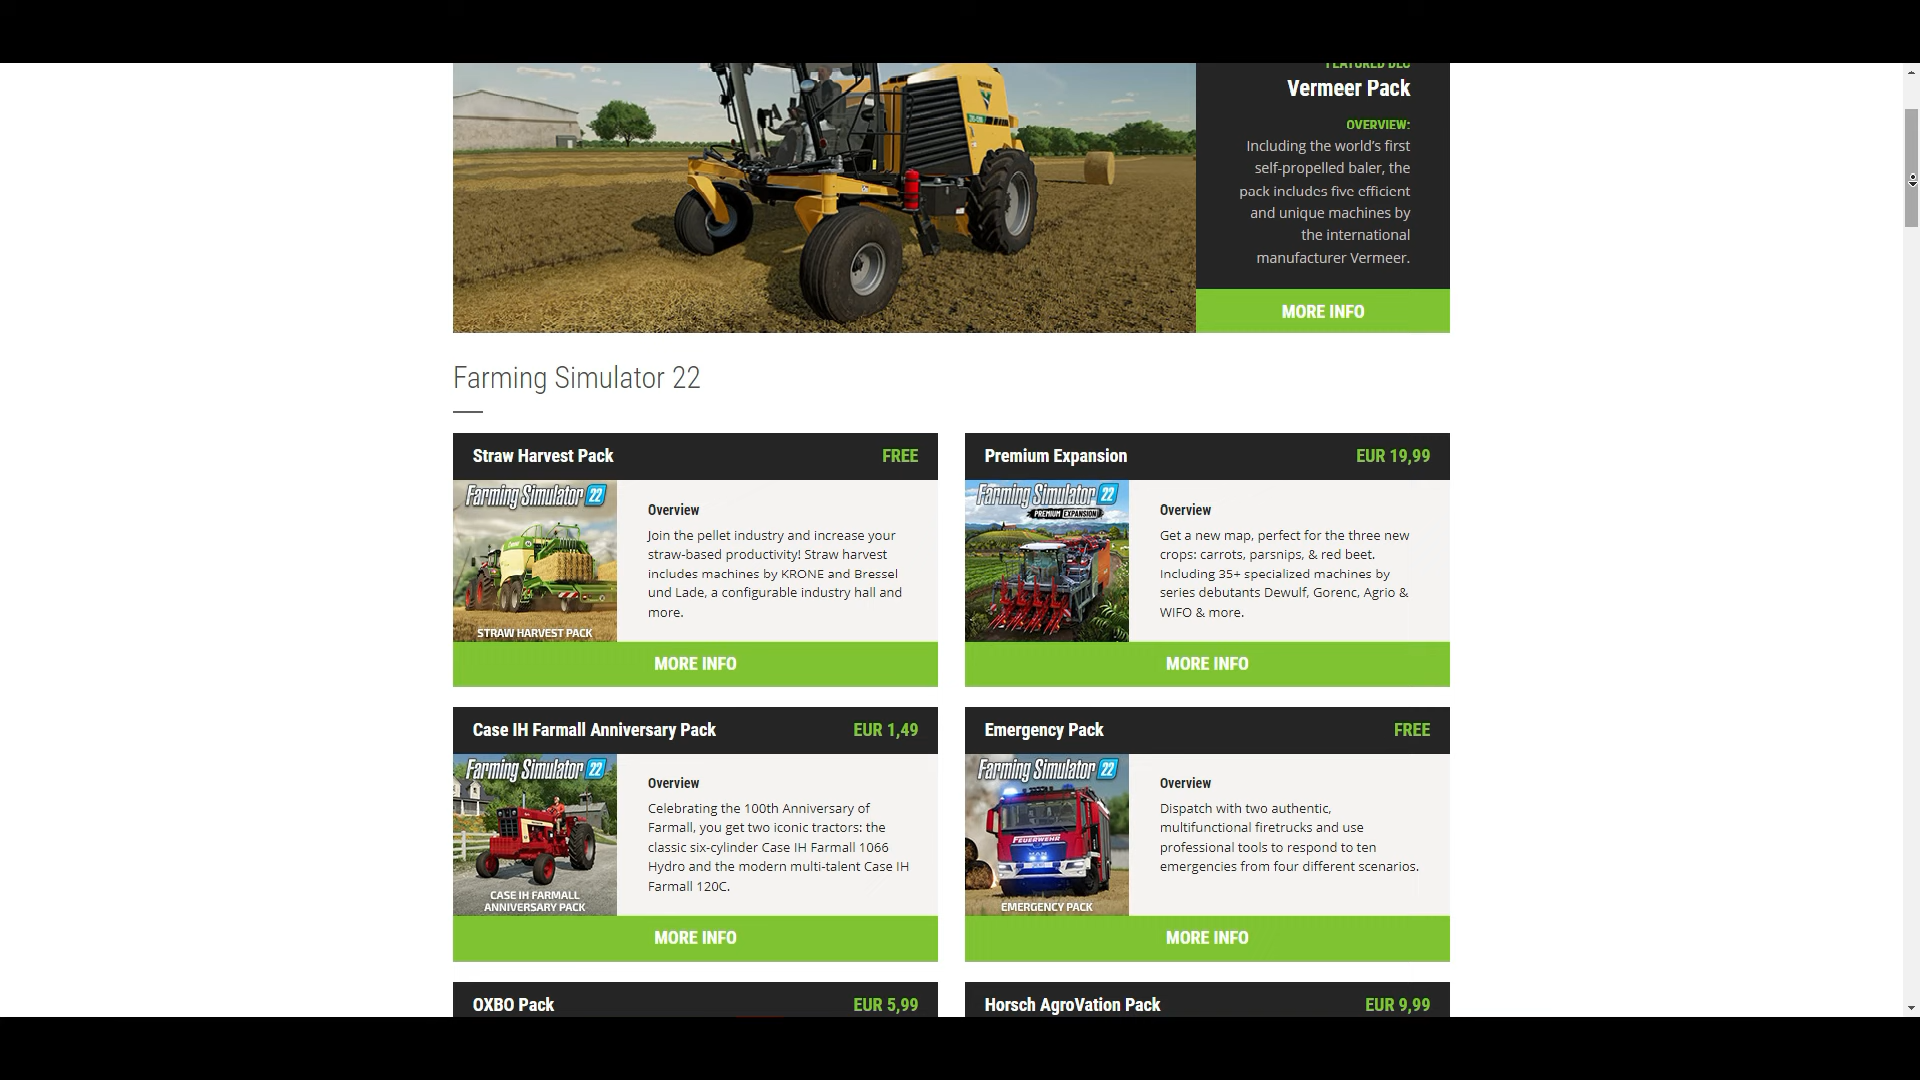 FEATURED DLC
Vermeer Pack
OVERVIEW:
Including the world's first
self-propelled baler, the
pack includes five efficient
and unique machines by
the international
manufacturer Vermeer.
MORE INFO
Farming Simulator 22
Straw Harvest Pack FREE
Farming Simulator 22
STRAW HARVEST PACK
Overview
Join the pellet industry and increase your
straw-based productivity! Straw harvest
includes machines by KRONE and Bressel
und Lade, a configurable industry hall and
more.
MORE INFO
Premium Expansion EUR 19,99
Farming Simulator 22
PREMIUM EXPANSION
Overview
Get a new map, perfect for the three new
crops: carrots, parsnips, & red beet.
Including 35+ specialized machines by
series debutants Dewulf, Gorenc, Agrio &
WIFO & more.
MORE INFO
Case IH Farmall Anniversary Pack EUR 1,49
Farming Simulator 22
CASE IH FARMALL
ANNIVERSARY PACK
Overview
Celebrating the 100th Anniversary of
Farmall, you get two iconic tractors: the
classic six-cylinder Case IH Farmall 1066
Hydro and the modern multi-talent Case IH
Farmall 120C.
MORE INFO
Emergency Pack FREE
Farming Simulator 22
FEUERWEHR
MAN
EMERGENCY PACK
Overview
Dispatch with two authentic,
multifunctional firetrucks and use
professional tools to respond to ten
emergencies from four different scenarios.
MORE INFO
OXBO Pack EUR 5,99
Horsch AgroVation Pack EUR 9,99